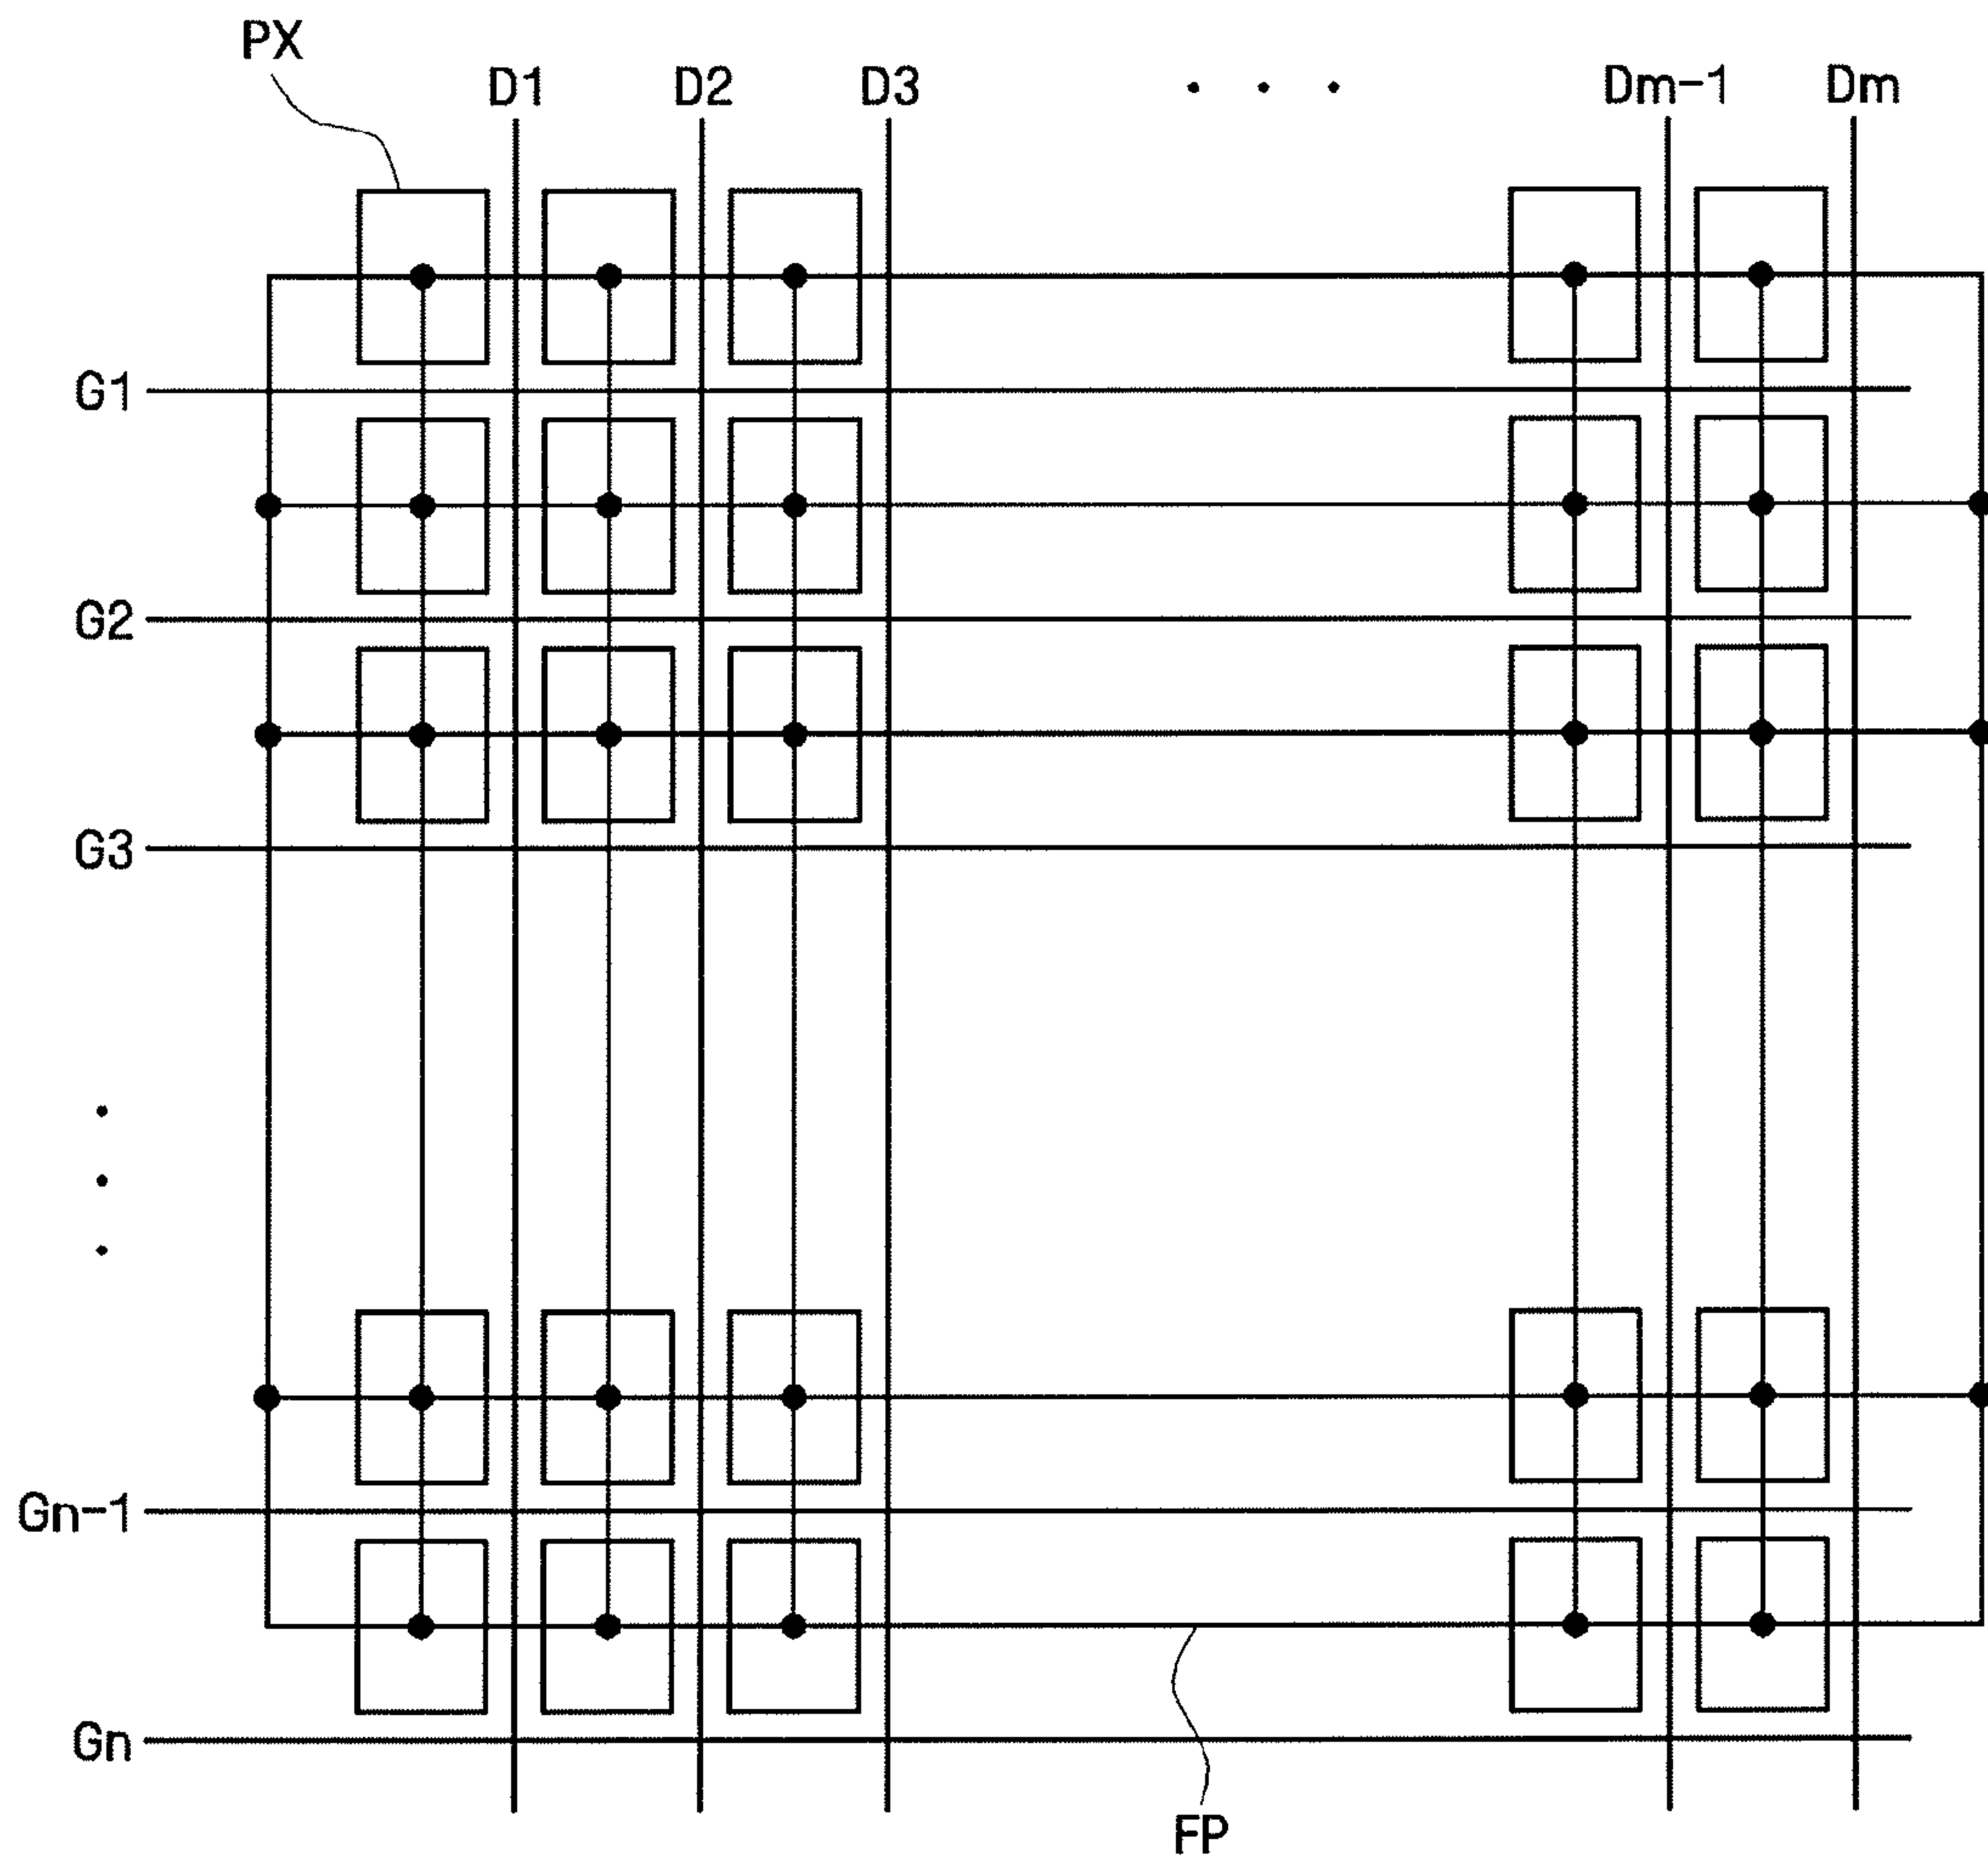 PX
D1 D2 D3 . . . Dm-1 Dm
G1
G2
G3
.
.
.
Gn-1
Gn
FP